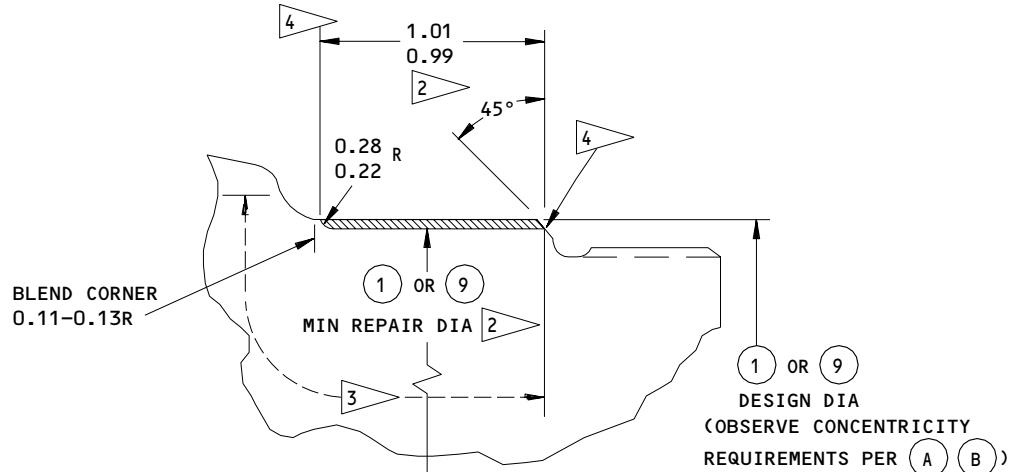 4
1.01
0.99
2
45°
4
0.28 R
0.22
1 OR 9
MIN REPAIR DIA 2
BLEND CORNER
0.11-0.13R
3
1 OR 9
DESIGN DIA
(OBSERVE CONCENTRICITY
REQUIREMENTS PER A B)